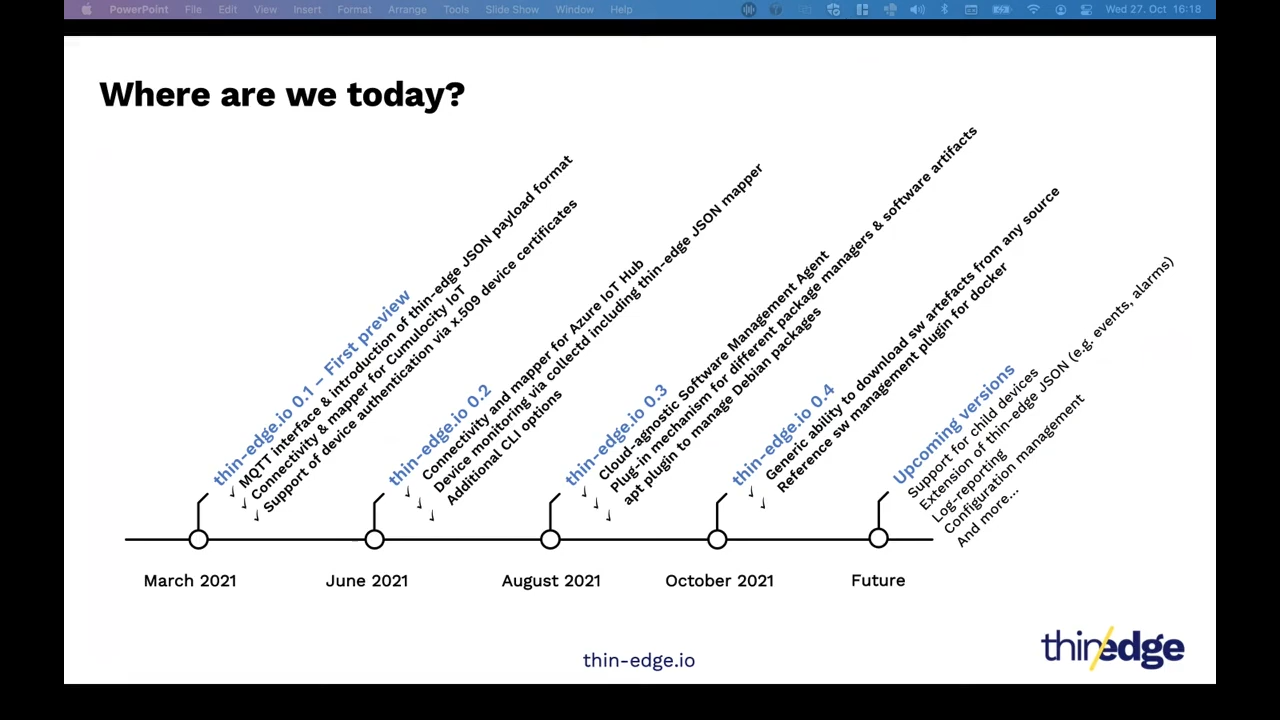 PowerPoint File Edit View Insert Format Arrange Tools Slide Show Window Help Wed 27. Oct 16:18
Where are we today?
thin-edge.io 0.1 – First preview
MQTT interface & Introduction of thin-edge JSON payload format
Connectivity & mapper for Cumulocity IoT
Support of device authentication via x.509 device certificates
thin-edge.io 0.2
Connectivity and mapper for Azure IoT Hub
Device monitoring via collectd including thin-edge JSON mapper
Additional CLI options
thin-edge.io 0.3
Cloud-agnostic Software Management Agent
Plug-in mechanism for different package managers & software artifacts
apt plugin to manage Debian packages
thin-edge.io 0.4
Generic ability to download sw artefacts from any source
Reference sw management plugin for docker
Upcoming versions
Support for child devices
Extension of thin-edge JSON (e.g. events, alarms)
Log-reporting
Configuration management
And more...
March 2021
June 2021
August 2021
October 2021
Future
thin-edge.io
thin/edge